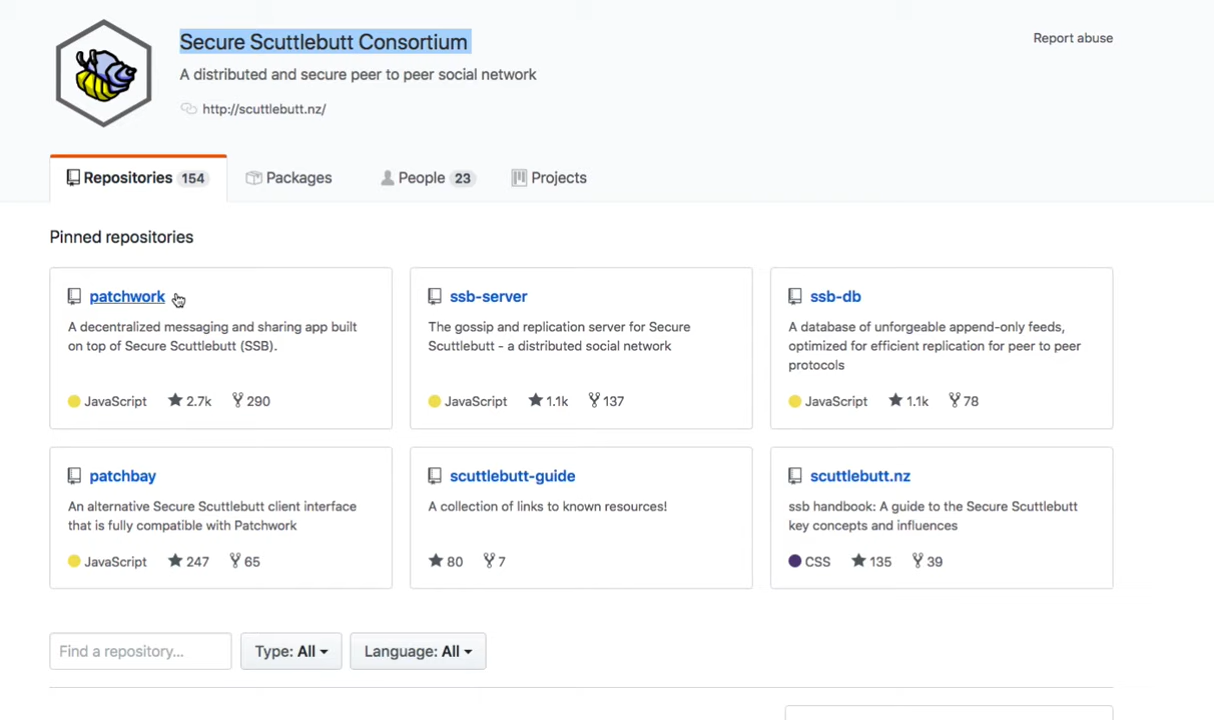 Secure Scuttlebutt Consortium
Report abuse
A distributed and secure peer to peer social network
http://scuttlebutt.nz/
Repositories 154
Packages
People 23
Projects
Pinned repositories
patchwork
A decentralized messaging and sharing app built
on top of Secure Scuttlebutt (SSB).
JavaScript 2.7k 290
ssb-server
The gossip and replication server for Secure
Scuttlebutt - a distributed social network
JavaScript 1.1k 137
ssb-db
A database of unforgeable append-only feeds,
optimized for efficient replication for peer to peer
protocols
JavaScript 1.1k 78
patchbay
An alternative Secure Scuttlebutt client interface
that is fully compatible with Patchwork
JavaScript 247 65
scuttlebutt-guide
A collection of links to known resources!
80 7
scuttlebutt.nz
ssb handbook: A guide to the Secure Scuttlebutt
key concepts and influences
CSS 135 39
Find a repository...
Type: All
Language: All